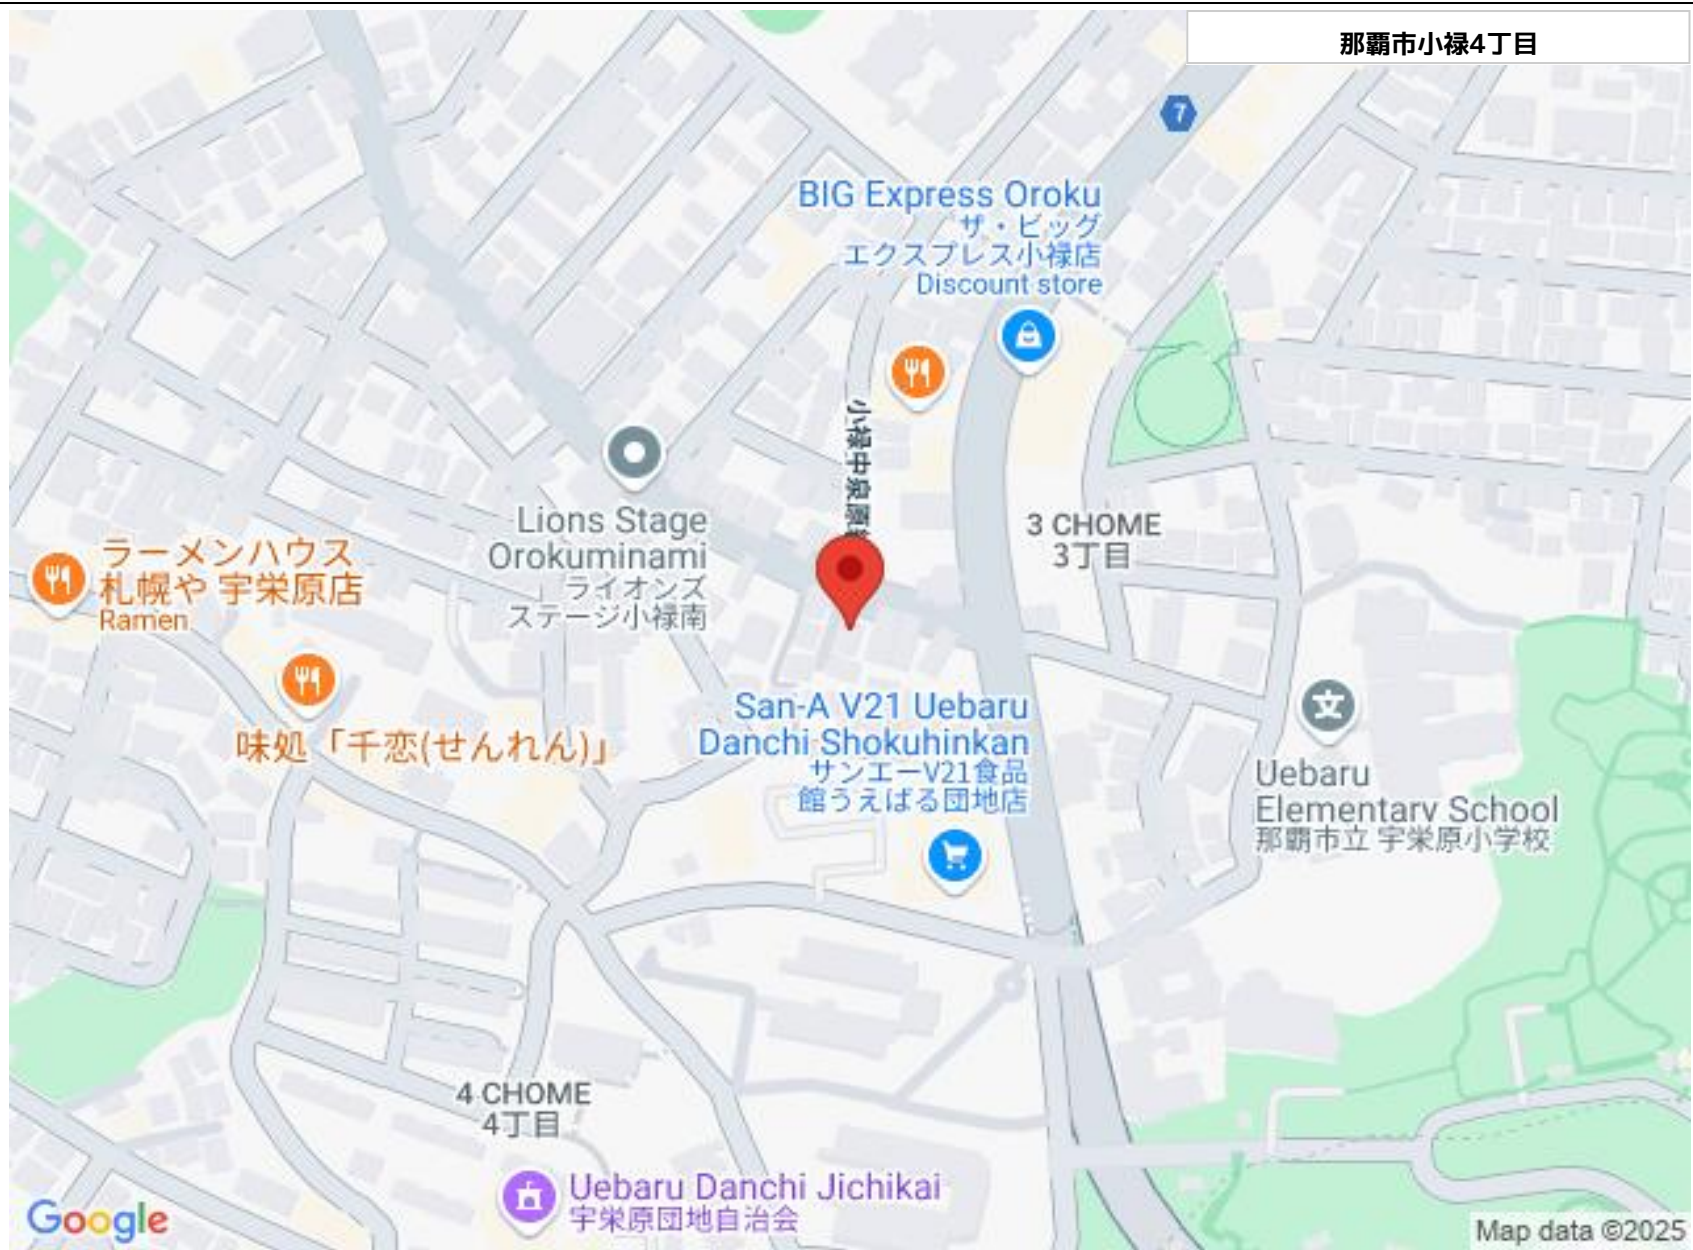 那覇市小禄4丁目
7
BIG Express Oroku
ザ・ビッグ
エクスプレス小禄店
Discount store
小禄中泉原
Lions Stage
Orokuminami
ライオンズ
ステージ小禄南
3 CHOME
3丁目
ラーメンハウス
札幌や 宇栄原店
Ramen
味処「千恋(せんれん)」
San-A V21 Uebaru
Danchi Shokuhinkan
サンエーV21食品
館うえばる団地店
文
Uebaru
Elementary School
那覇市立 宇栄原小学校
4 CHOME
4丁目
Uebaru Danchi Jichikai
宇栄原団地自治会
Google
Map data ©2025